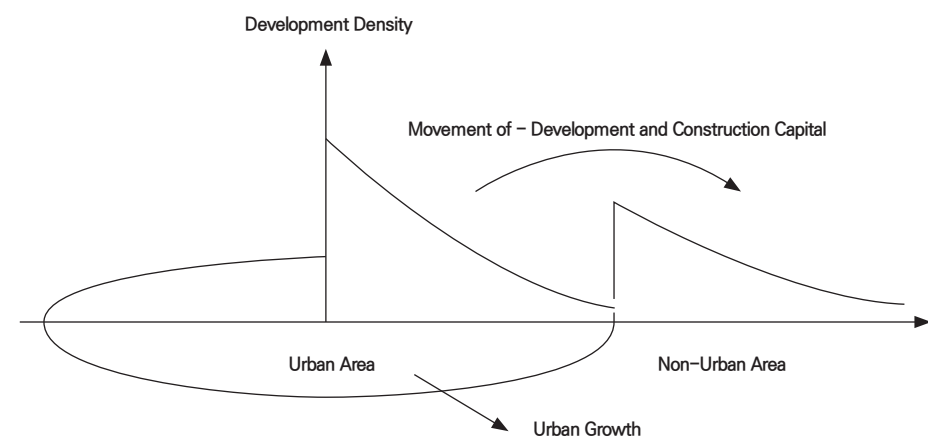 Development Density
Movement of – Development and Construction Capital
Urban Area
Non-Urban Area
Urban Growth